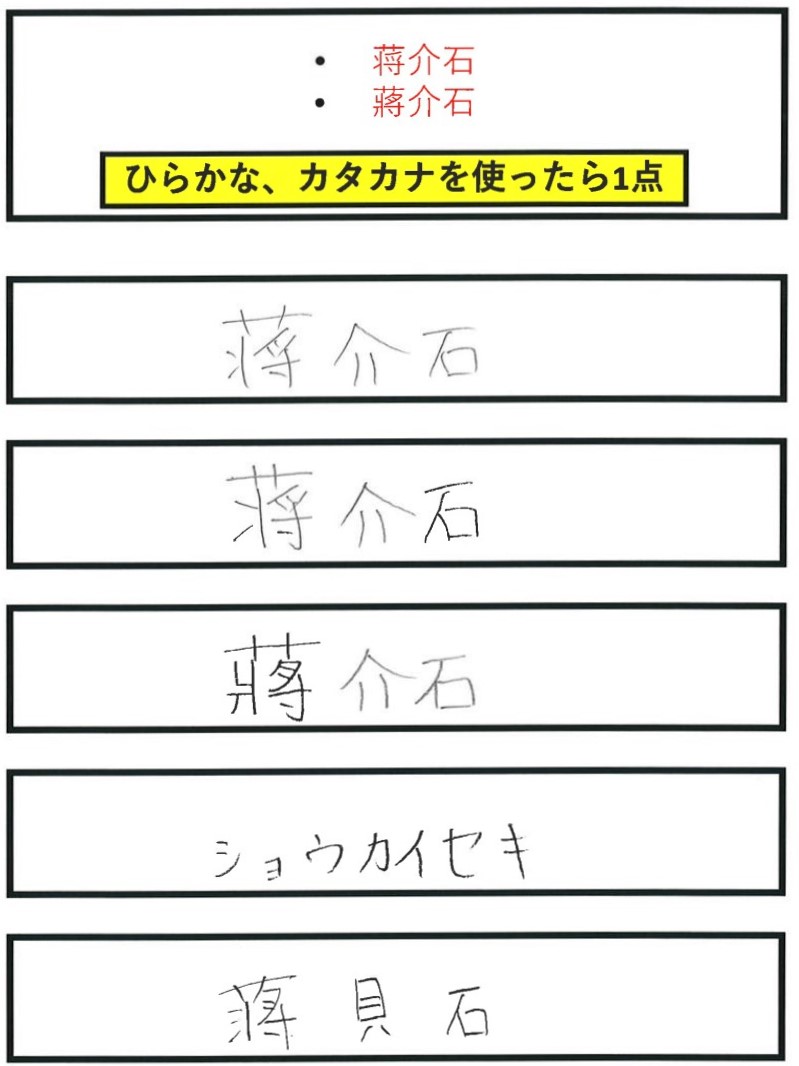 • 蒋介石
• 蔣介石
ひらかな、カタカナを使ったら1点
蒋介石
蒋介石
蔣介石
ショウカイセキ
蒋貝石